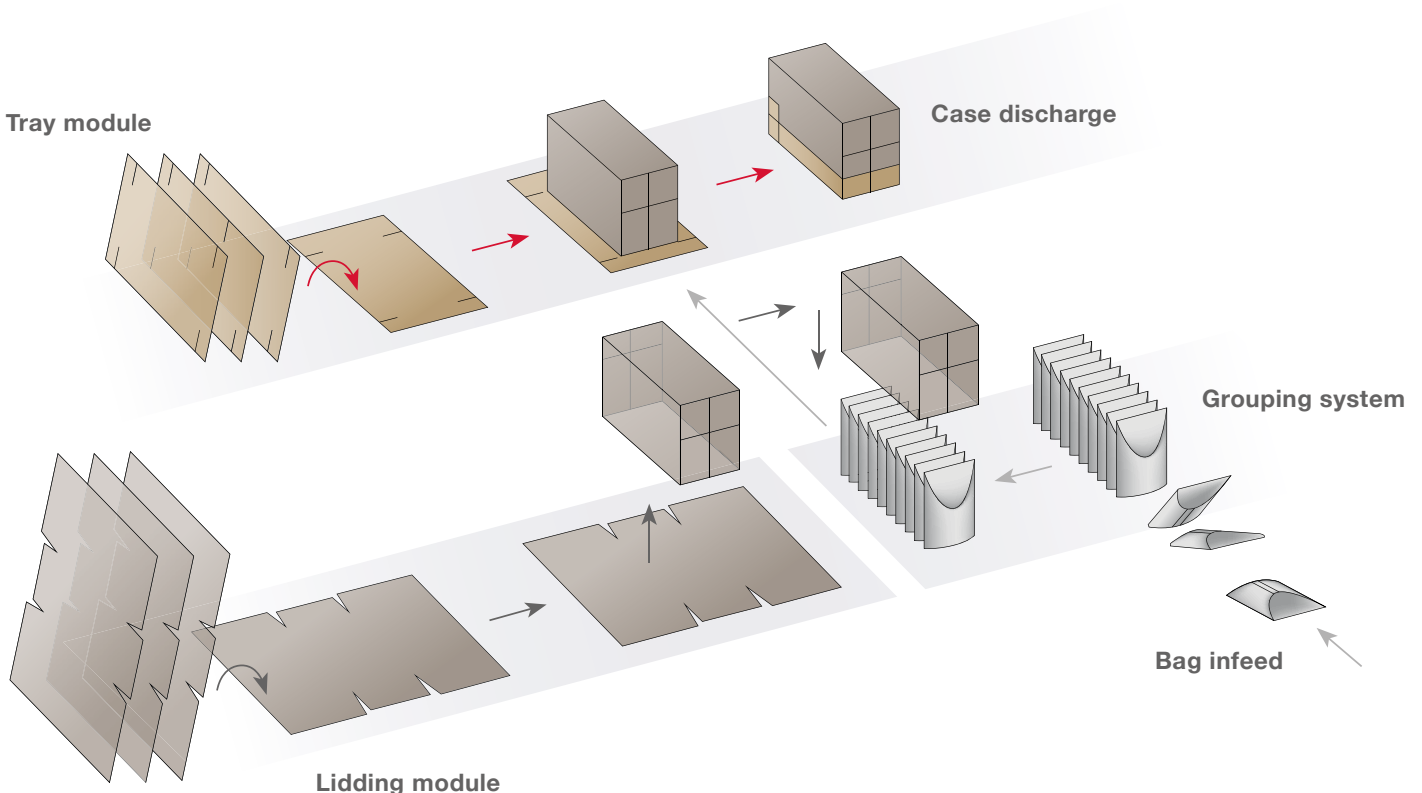 Tray module
Case discharge
Grouping system
Bag infeed
Lidding module